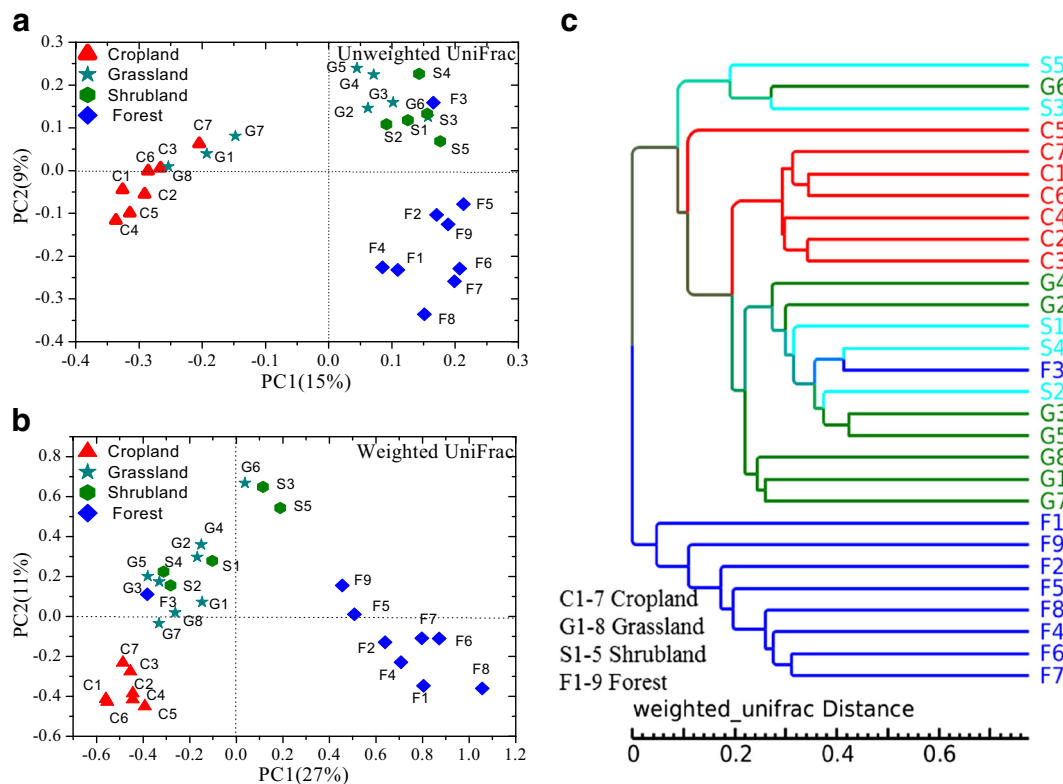 a
Unweighted UniFrac
Cropland
Grassland
Shrubland
Forest
0.3
0.2
0.1
0.0
-0.1
-0.2
-0.3
-0.4
PC2(9%)
G5
G4
S4
G3
G6
F3
G2
S2
S1
S3
S5
C7
G7
C3
G1
C6
G8
C1
C2
C5
C4
F5
F2
F9
F4
F1
F6
F7
F8
-0.4
-0.3
-0.2
-0.1
0.0
0.1
0.2
0.3
PC1(15%)
b
Weighted UniFrac
Cropland
Grassland
Shrubland
Forest
0.8
0.6
0.4
0.2
0.0
-0.2
-0.4
-0.6
PC2(11%)
G6
S3
S5
G4
G2
S1
G5
S4
S2
G3
F3
G1
G8
G7
F9
F5
F7
F2
F6
F4
F8
F1
C7
C3
C1
C2
C4
C6
C5
-0.6
-0.4
-0.2
0.0
0.2
0.4
0.6
0.8
1.0
1.2
PC1(27%)
c
S5
G6
S3
C5
C7
C1
C6
C4
C2
C3
G4
G2
S1
S4
F3
S2
G3
G5
G8
G1
G7
F1
F9
F2
F5
F8
F4
F6
F7
C1-7 Cropland
G1-8 Grassland
S1-5 Shrubland
F1-9 Forest
weighted_unifrac Distance
0
0.2
0.4
0.6